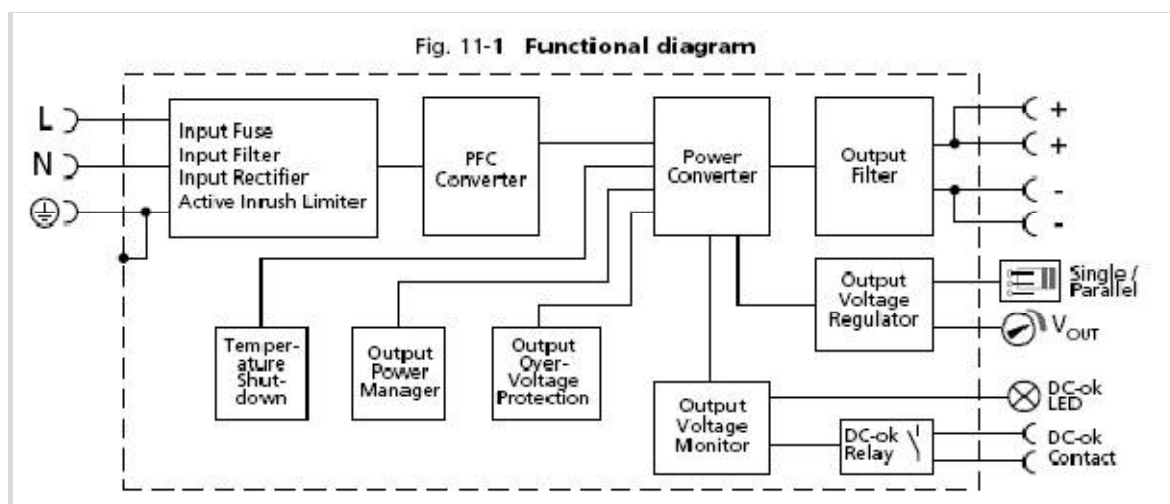 Fig. 11-1 Functional diagram
L
N
Input Fuse
Input Filter
Input Rectifier
Active Inrush Limiter
PFC
Converter
Power
Converter
Output
Filter
+
+
-
-
Output
Voltage
Regulator
Single /
Parallel
VOUT
Temper-
ature
Shut-
down
Output
Power
Manager
Output
Over-
Voltage
Protection
Output
Voltage
Monitor
DC-ok
LED
DC-ok
Relay
DC-ok
Contact